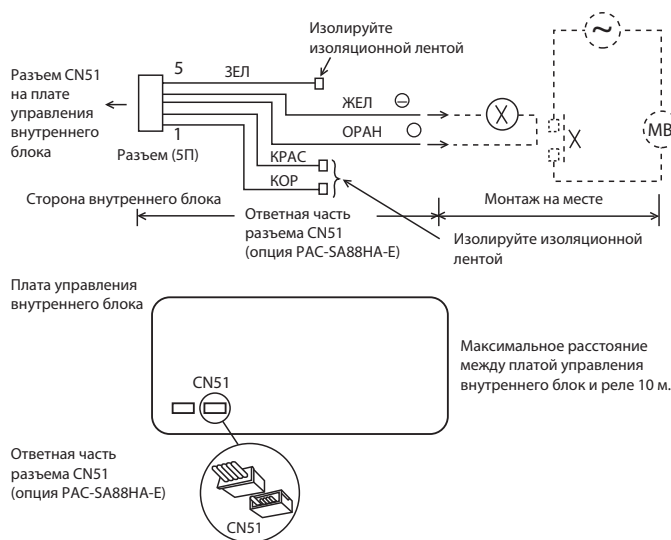 Изолируйте
изоляционной лентой
Разъем CN51
на плате
управления
внутреннего
блока
5
ЗЕЛ
ЖЕЛ
ОРАН
1
Разъем (5П)
КРАС
КОР
X
~
X
МВ
Сторона внутреннего блока
Монтаж на месте
Ответная часть
разъема CN51
(опция PAC-SA88HA-E)
Изолируйте изоляционной
лентой
Плата управления
внутреннего блока
CN51
Максимальное расстояние
между платой управления
внутреннего блок и реле 10 м.
Ответная часть
разъема CN51
(опция PAC-SA88HA-E)
CN51